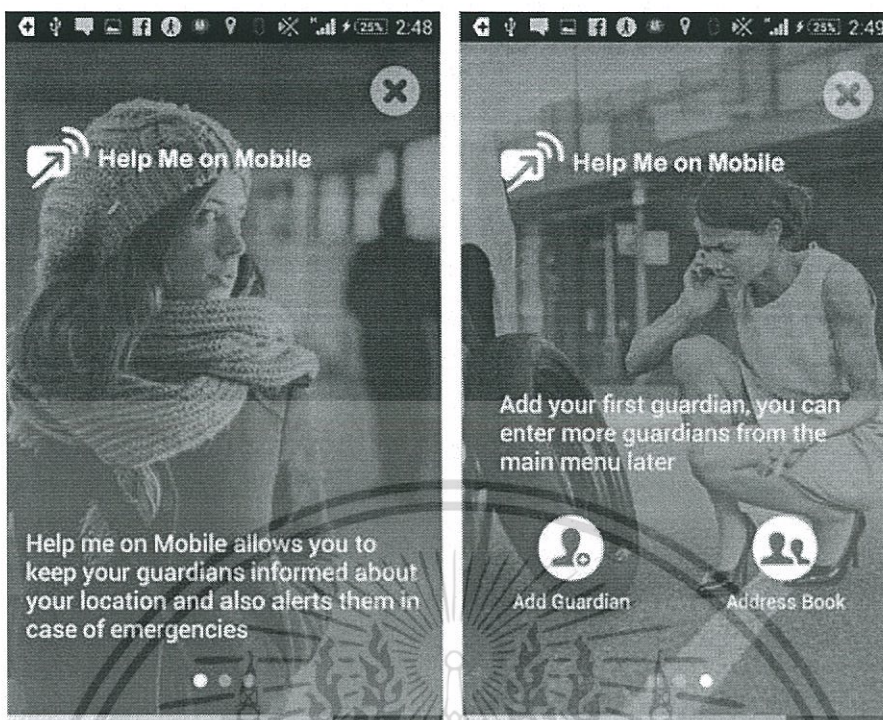 25% 2:48
Help Me on Mobile
Help me on Mobile allows you to
keep your guardians informed about
your location and also alerts them in
case of emergencies
25% 2:49
Help Me on Mobile
Add your first guardian, you can
enter more guardians from the
main menu later
Add Guardian
Address Book